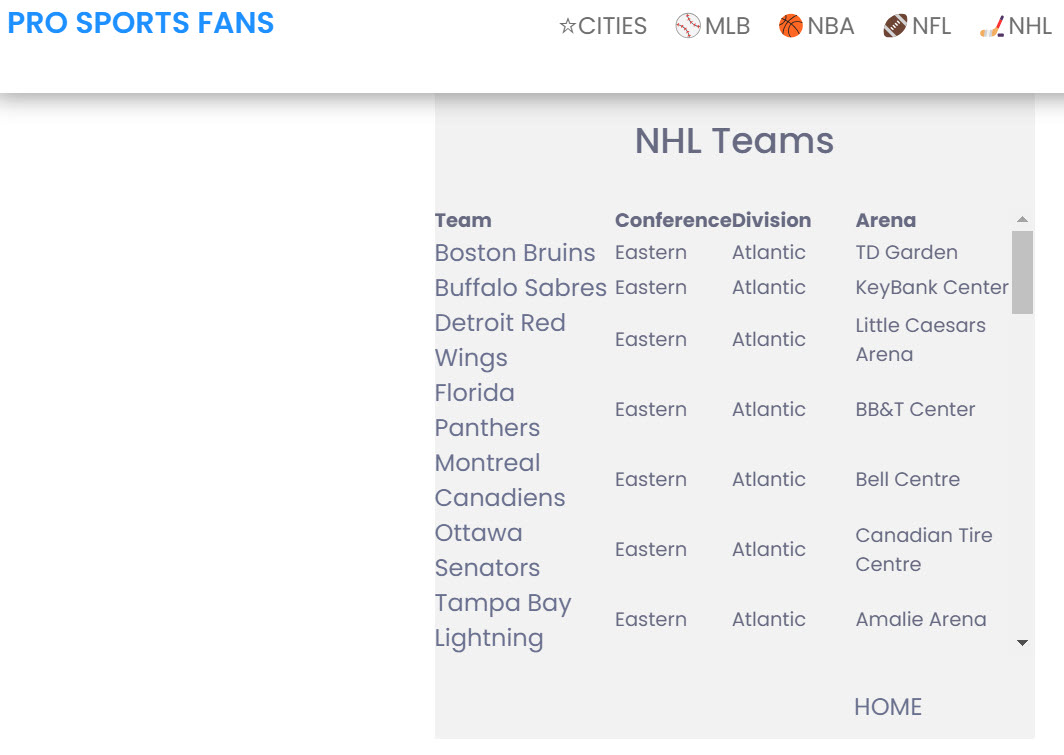 PRO SPORTS FANS
☆CITIES ⚾MLB 🏀NBA 🏈NFL 🏒NHL
NHL Teams
Team Conference Division Arena
Boston Bruins Eastern Atlantic TD Garden
Buffalo Sabres Eastern Atlantic KeyBank Center
Detroit Red
Wings
Eastern Atlantic
Little Caesars
Arena
Florida
Panthers
Eastern Atlantic BB&T Center
Montreal
Canadiens
Eastern Atlantic Bell Centre
Ottawa
Senators
Eastern Atlantic
Canadian Tire
Centre
Tampa Bay
Lightning
Eastern Atlantic Amalie Arena
HOME